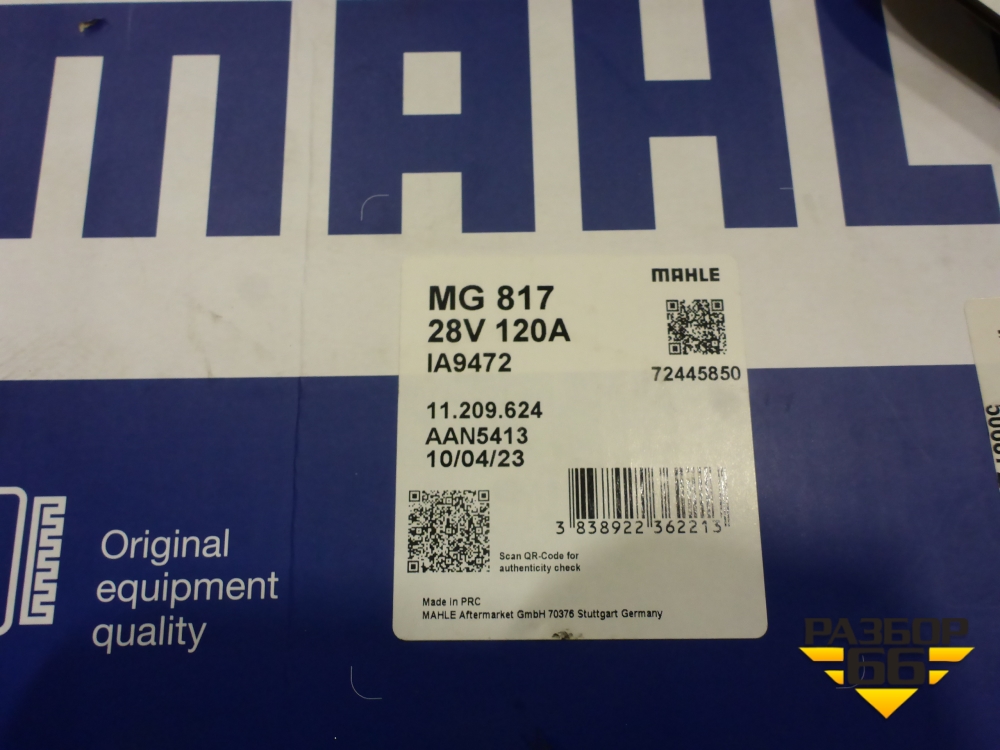 MAHL
MAHLE
MG 817
28V 120A
IA9472
72445850
11.209.624
AAN5413
10/04/23
3 838922 362213
Scan QR-Code for
authenticity check
Made in PRC
MAHLE Aftermarket GmbH 70376 Stuttgart Germany
Original
equipment
quality
РАЗБОР
66